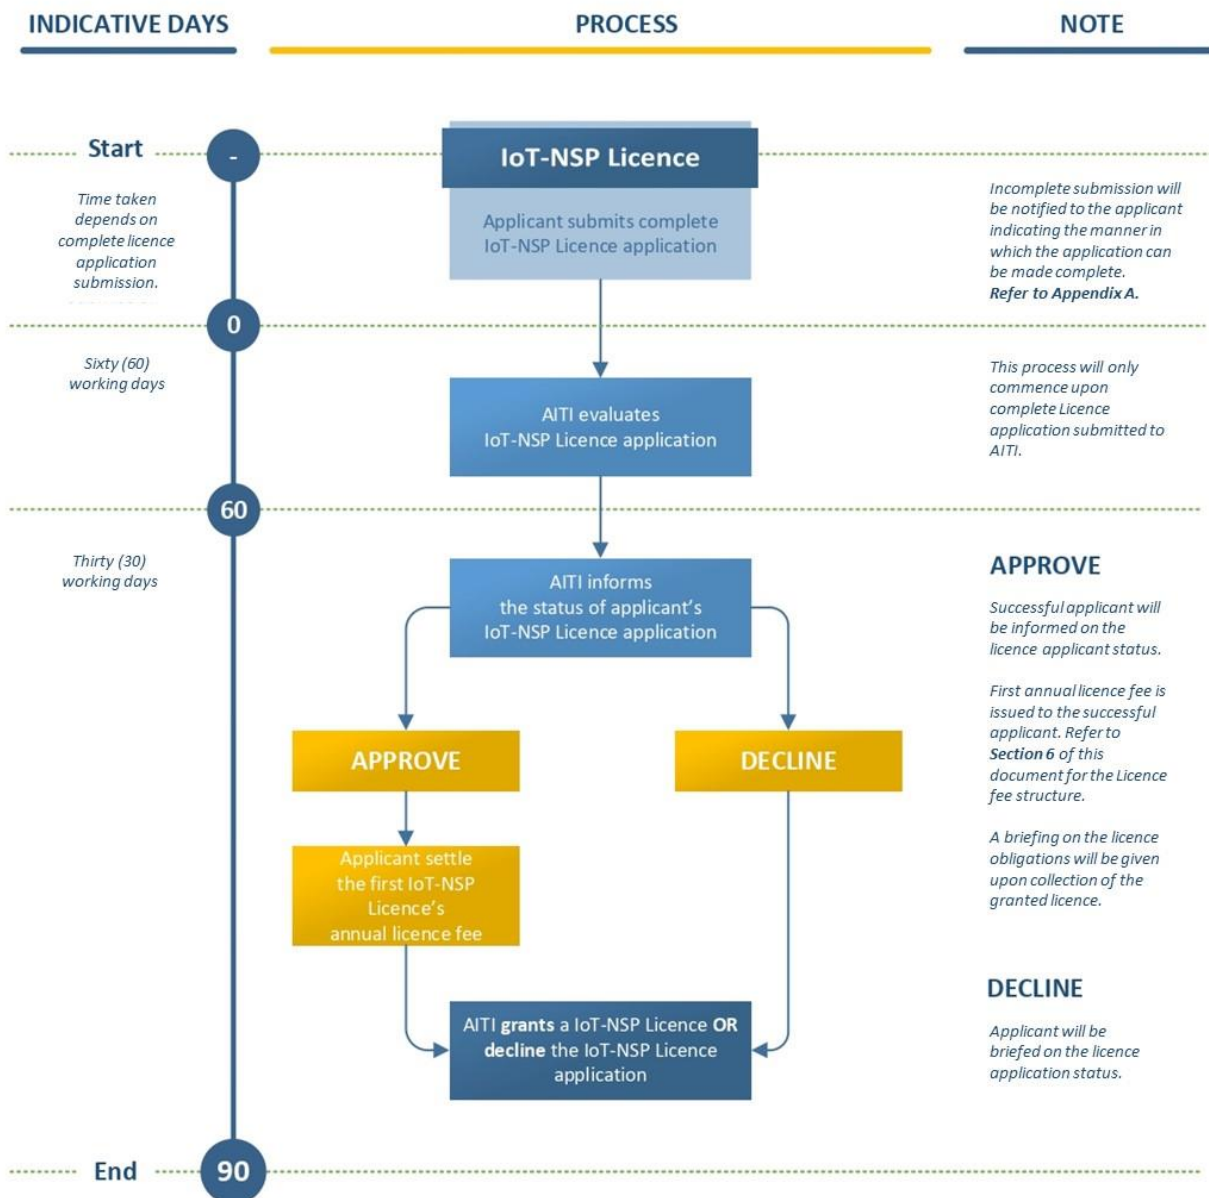 INDICATIVE DAYS
PROCESS
NOTE
Start
-
IoT-NSP Licence
Time taken
depends on
complete licence
application
submission.
Applicant submits complete
IoT-NSP Licence application
Incomplete submission will
be notified to the applicant
indicating the manner in
which the application can
be made complete.
Refer to Appendix A.
0
Sixty (60)
working days
AITI evaluates
IoT-NSP Licence application
This process will only
commence upon
complete Licence
application submitted to
AITI.
60
Thirty (30)
working days
AITI informs
the status of applicant's
IoT-NSP Licence application
APPROVE
Successful applicant will
be informed on the
licence applicant status.
First annual licence fee is
issued to the successful
applicant. Refer to
Section 6 of this
document for the Licence
fee structure.
A briefing on the licence
obligations will be given
upon collection of the
granted licence.
APPROVE
DECLINE
Applicant settle
the first IoT-NSP
Licence's
annual licence fee
AITI grants a IoT-NSP Licence OR
decline the IoT-NSP Licence
application
DECLINE
Applicant will be
briefed on the licence
application status.
End
90